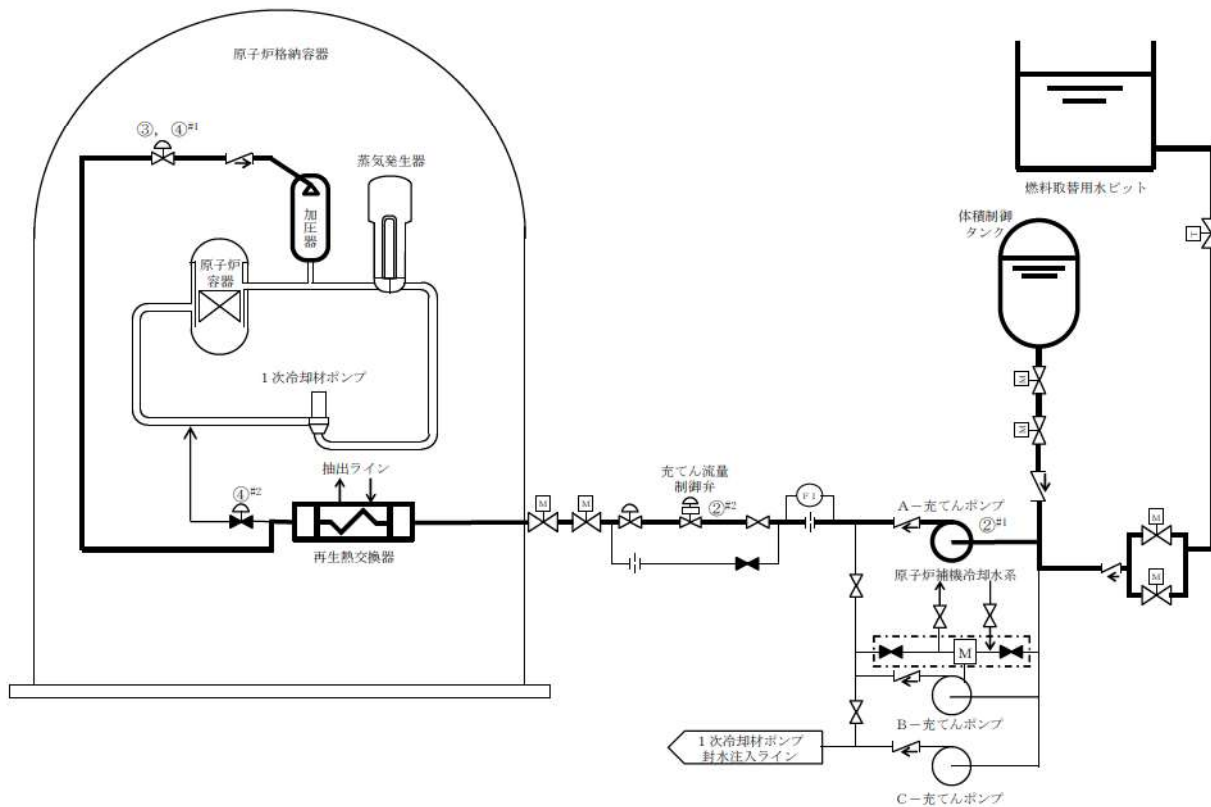 原子炉格納容器
③, ④#1
蒸気発生器
加圧器
原子炉
容器
1次冷却材ポンプ
抽出ライン
④#2
再生熱交換器
燃料取替用水ピット
T
体積制御
タンク
M
M
M
M
充てん流量
制御弁
②#2
FI
A-充てんポンプ
②#1
M
M
原子炉補機冷却水系
M
B-充てんポンプ
1次冷却材ポンプ
封水注入ライン
C-充てんポンプ